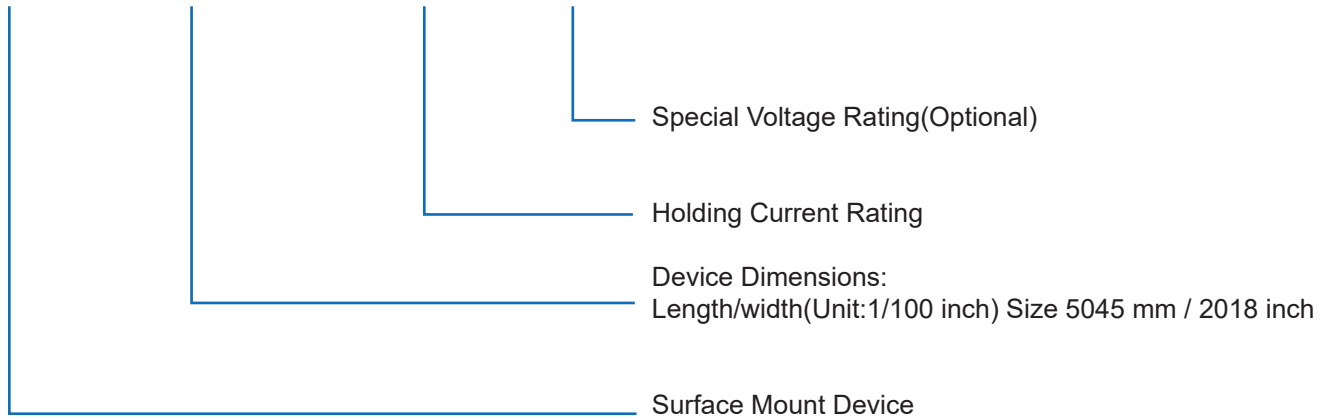 Special Voltage Rating(Optional)
Holding Current Rating
Device Dimensions:
Length/width(Unit:1/100 inch) Size 5045 mm / 2018 inch
Surface Mount Device